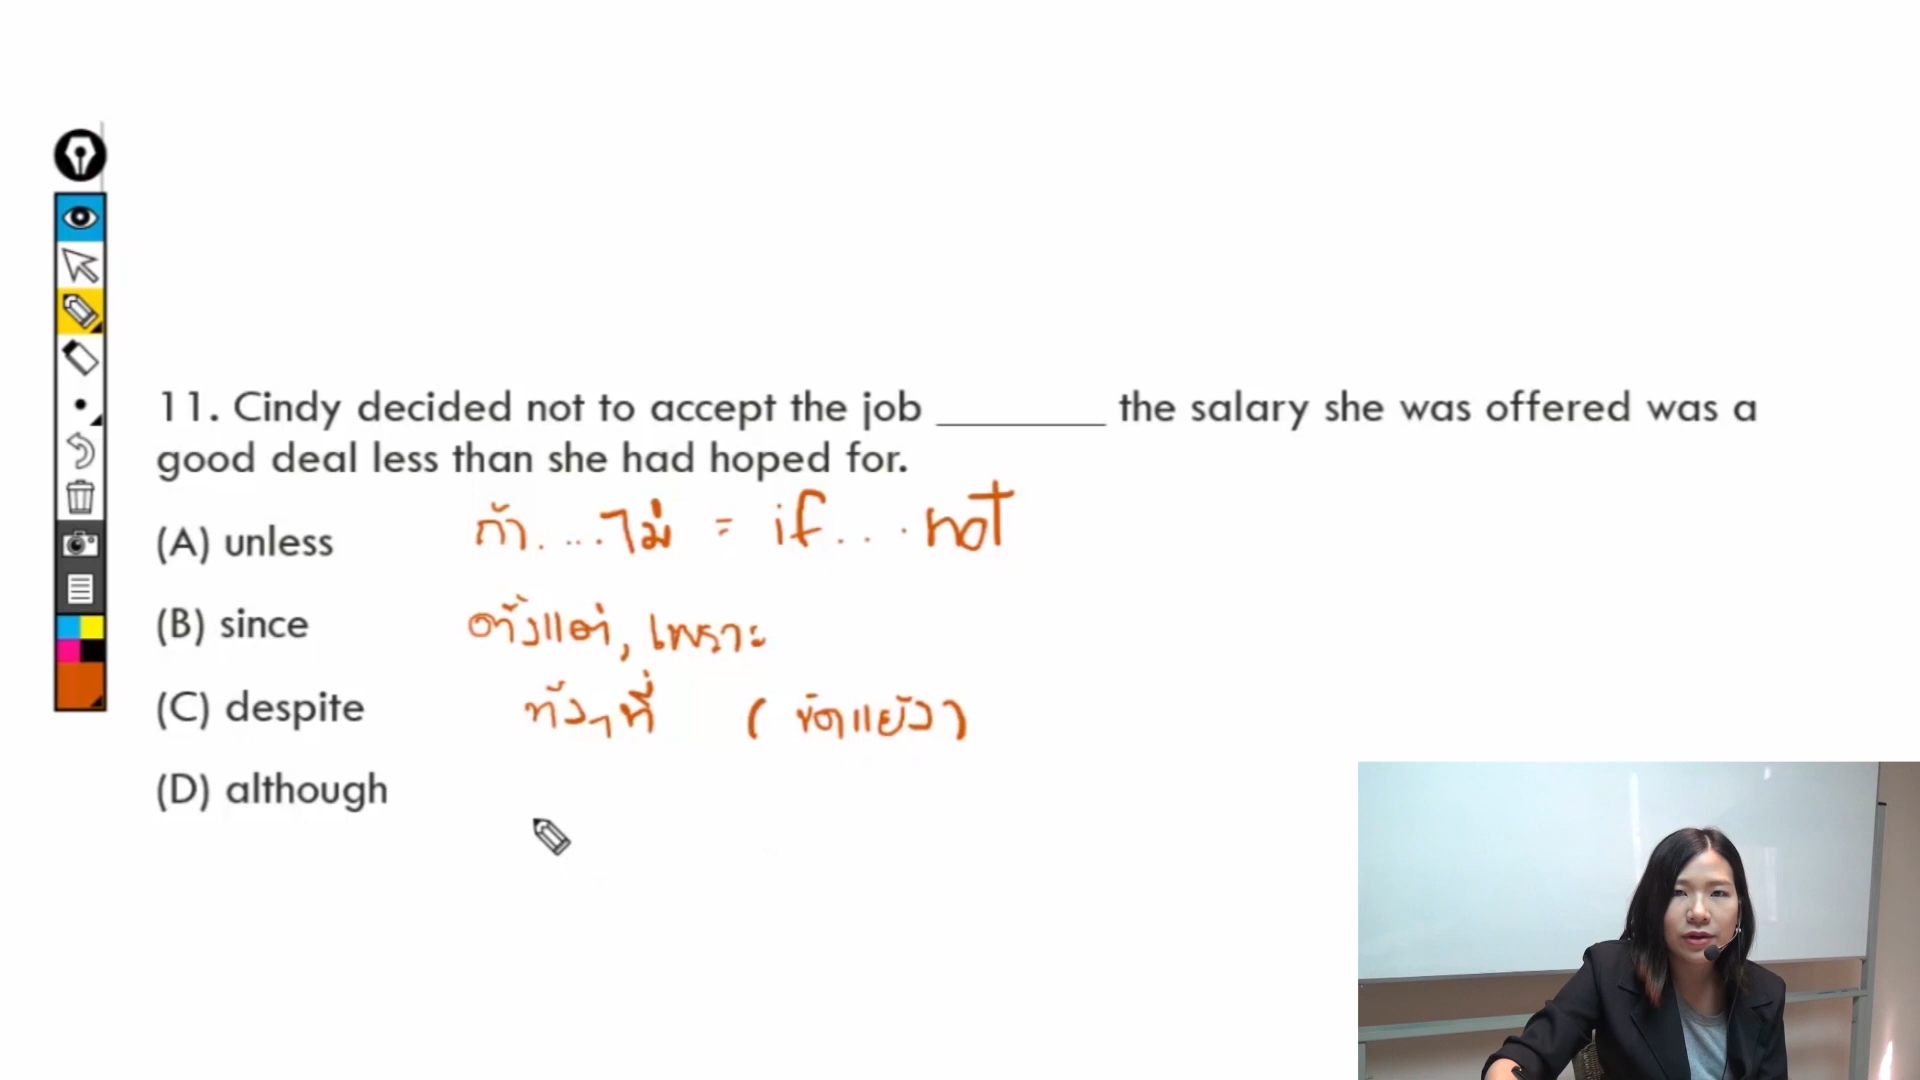 11. Cindy decided not to accept the job ________ the salary she was offered was a
good deal less than she had hoped for.
(A) unless ถ้า....ไม่ = if....not
(B) since ตั้งแต่, เพราะ
(C) despite ทั้งๆที่ (ขัดแย้ง)
(D) although